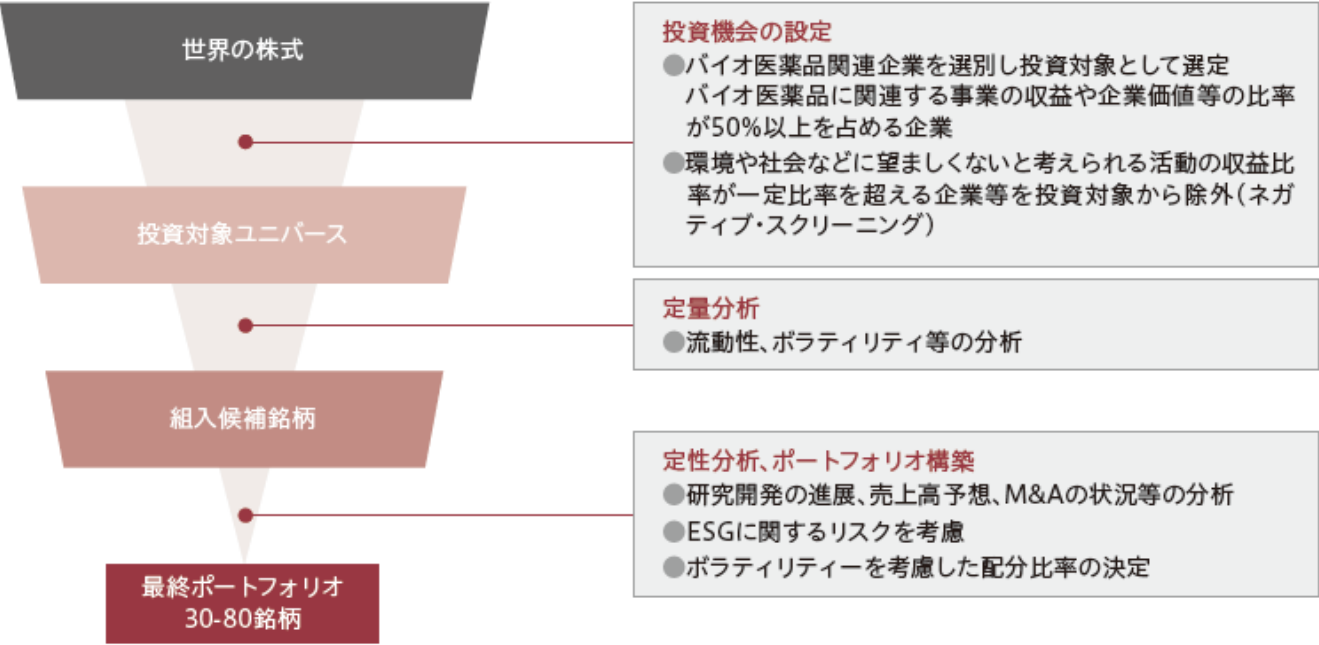 世界の株式
投資機会の設定
●バイオ医薬品関連企業を選別し投資対象として選定
バイオ医薬品に関連する事業の収益や企業価値等の比率
が50%以上を占める企業
●環境や社会などに望ましくないと考えられる活動の収益比
率が一定比率を超える企業等を投資対象から除外(ネガ
ティブ・スクリーニング)
投資対象ユニバース
定量分析
●流動性、ボラティリティ等の分析
組入候補銘柄
定性分析、ポートフォリオ構築
●研究開発の進展、売上高予想、M&Aの状況等の分析
●ESGに関するリスクを考慮
●ボラティリティーを考慮した配分比率の決定
最終ポートフォリオ
30-80銘柄